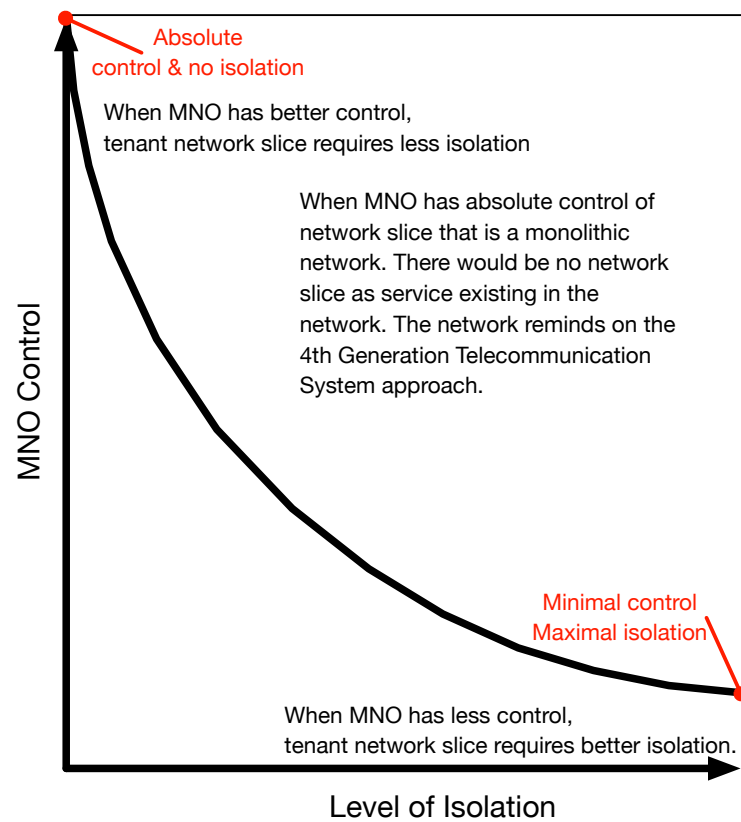 Absolute
control & no isolation
When MNO has better control,
tenant network slice requires less isolation
When MNO has absolute control of
network slice that is a monolithic
network. There would be no network
slice as service existing in the
network. The network reminds on the
4th Generation Telecommunication
System approach.
MNO Control
Minimal control
Maximal isolation
When MNO has less control,
tenant network slice requires better isolation.
Level of Isolation